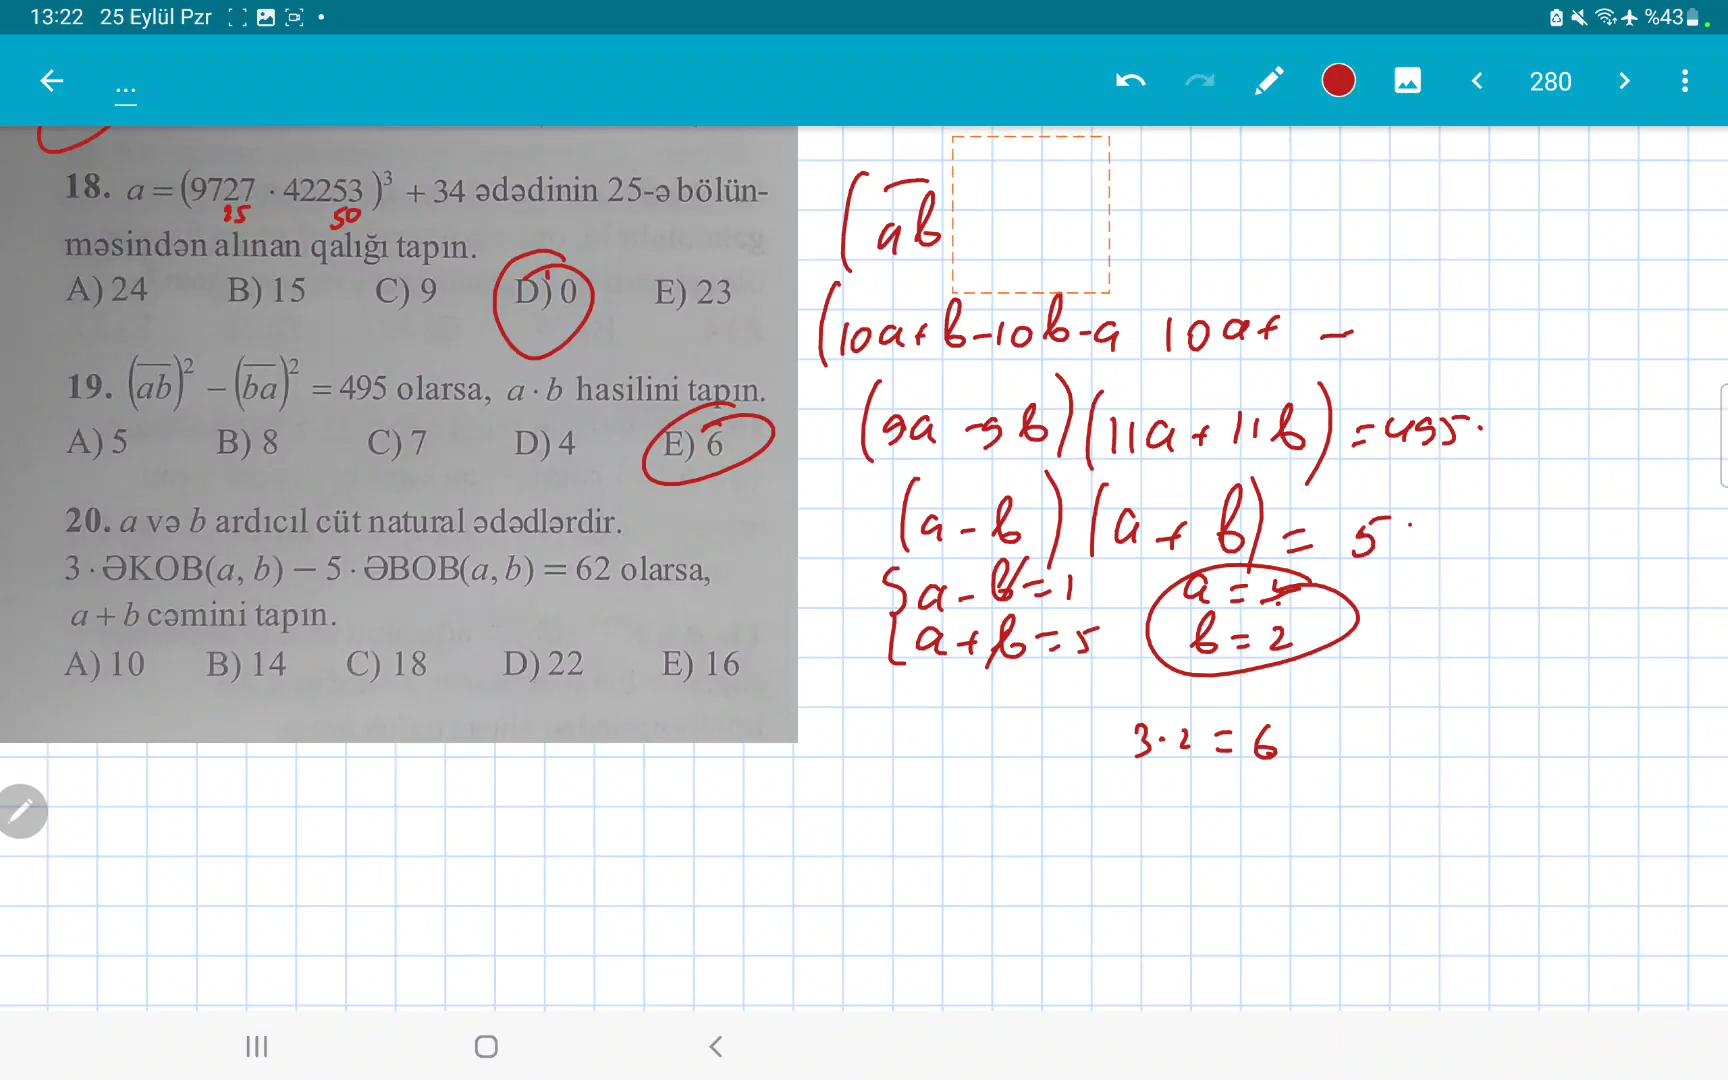 13:22 25 Eylül Pzr %43
... 280
18. a = (9727 · 42253)³ + 34 ədədinin 25-ə bölün-
25 50
məsindən alınan qalığı tapın.
A) 24 B) 15 C) 9 D) 0 E) 23
19. (ab)² − (ba)² = 495 olarsa, a · b hasilini tapın.
A) 5 B) 8 C) 7 D) 4 E) 6
20. a və b ardıcıl cüt natural ədədlərdir.
3 · ƏKOB(a, b) − 5 · ƏBOB(a, b) = 62 olarsa,
a + b cəmini tapın.
A) 10 B) 14 C) 18 D) 22 E) 16
(ab
(10a+b-10b-a 10a+ -
(9a-9b)(11a+11b)=495.
(a-b)(a+b)=5.
a-b=1
a+b=5 b=2
3·2=6